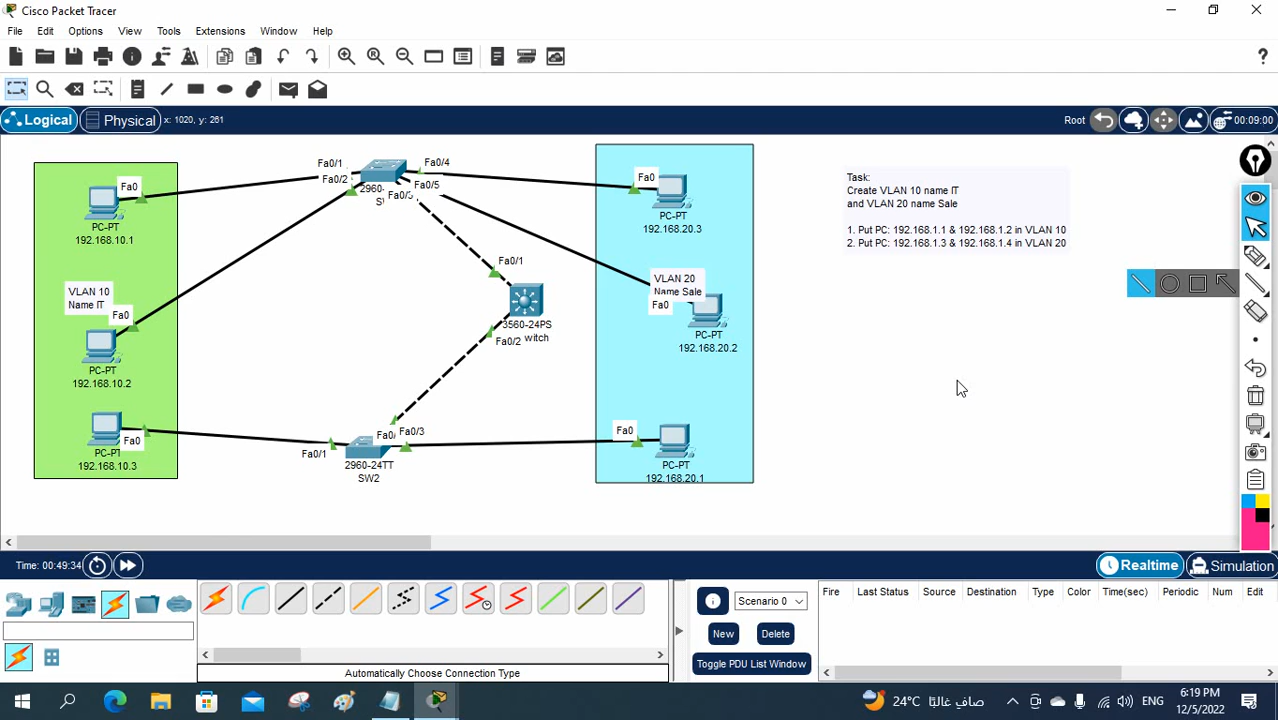 Cisco Packet Tracer
File Edit Options View Tools Extensions Window Help
Logical Physical x: 1020, y: 261 Root 00:09:00
Fa0/1
Fa0/2
Fa0/4
Fa0/5
Fa0
PC-PT
192.168.10.1
2960-
Fa0
PC-PT
192.168.20.3
Task:
Create VLAN 10 name IT
and VLAN 20 name Sale
1. Put PC: 192.168.1.1 & 192.168.1.2 in VLAN 10
2. Put PC: 192.168.1.3 & 192.168.1.4 in VLAN 20
VLAN 10
Name IT
Fa0
PC-PT
192.168.10.2
Fa0/1
3560-24PS
witch
Fa0/2
VLAN 20
Name Sale
Fa0
PC-PT
192.168.20.2
Fa0
PC-PT
192.168.10.3
Fa0/1
Fa0/
Fa0/3
2960-24TT
SW2
Fa0
PC-PT
192.168.20.1
Time: 00:49:34 Realtime Simulation
Scenario 0
New Delete
Toggle PDU List Window
Fire Last Status Source Destination Type Color Time(sec) Periodic Num Edit
Automatically Choose Connection Type
24°C صافٍ غالبًا ENG 6:19 PM
12/5/2022